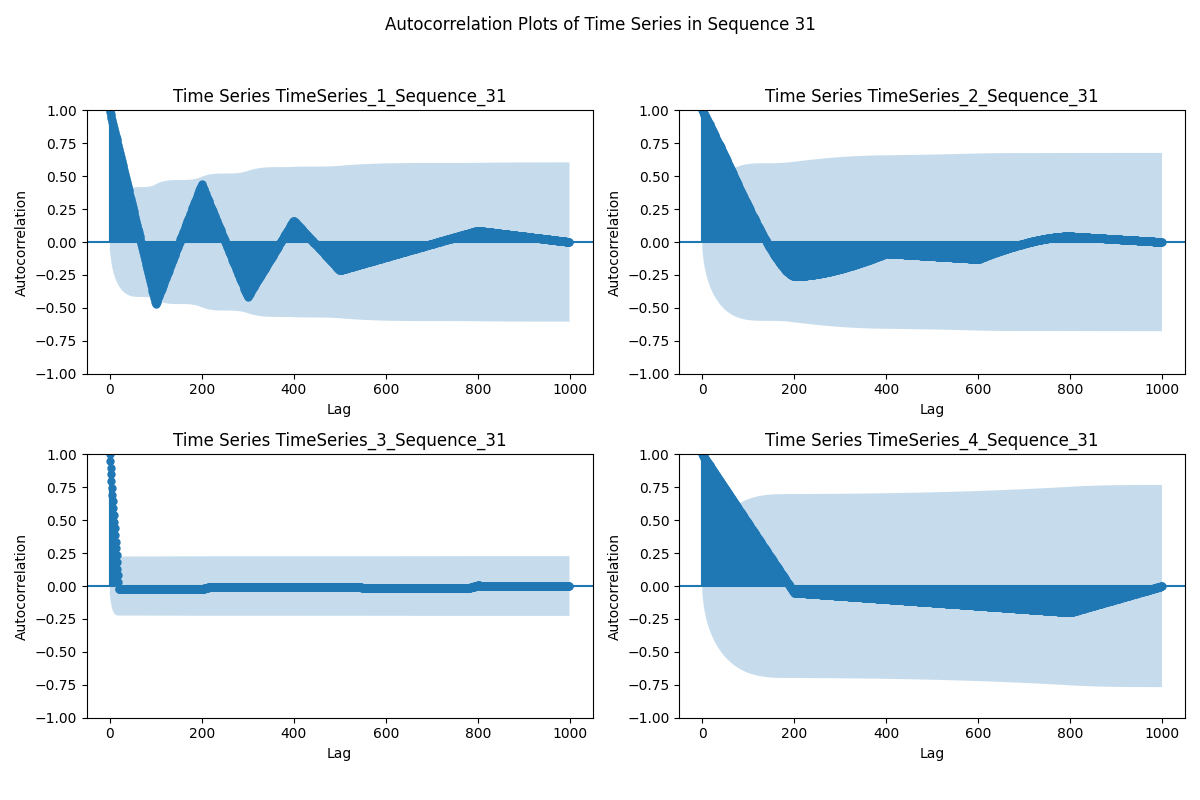 Autocorrelation Plots of Time Series in Sequence 31
Time Series TimeSeries_1_Sequence_31
1.00
0.75
0.50
0.25
0.00
−0.25
−0.50
−0.75
−1.00
Autocorrelation
0 200 400 600 800 1000
Lag
Time Series TimeSeries_2_Sequence_31
1.00
0.75
0.50
0.25
0.00
−0.25
−0.50
−0.75
−1.00
Autocorrelation
0 200 400 600 800 1000
Lag
Time Series TimeSeries_3_Sequence_31
1.00
0.75
0.50
0.25
0.00
−0.25
−0.50
−0.75
−1.00
Autocorrelation
0 200 400 600 800 1000
Lag
Time Series TimeSeries_4_Sequence_31
1.00
0.75
0.50
0.25
0.00
−0.25
−0.50
−0.75
−1.00
Autocorrelation
0 200 400 600 800 1000
Lag